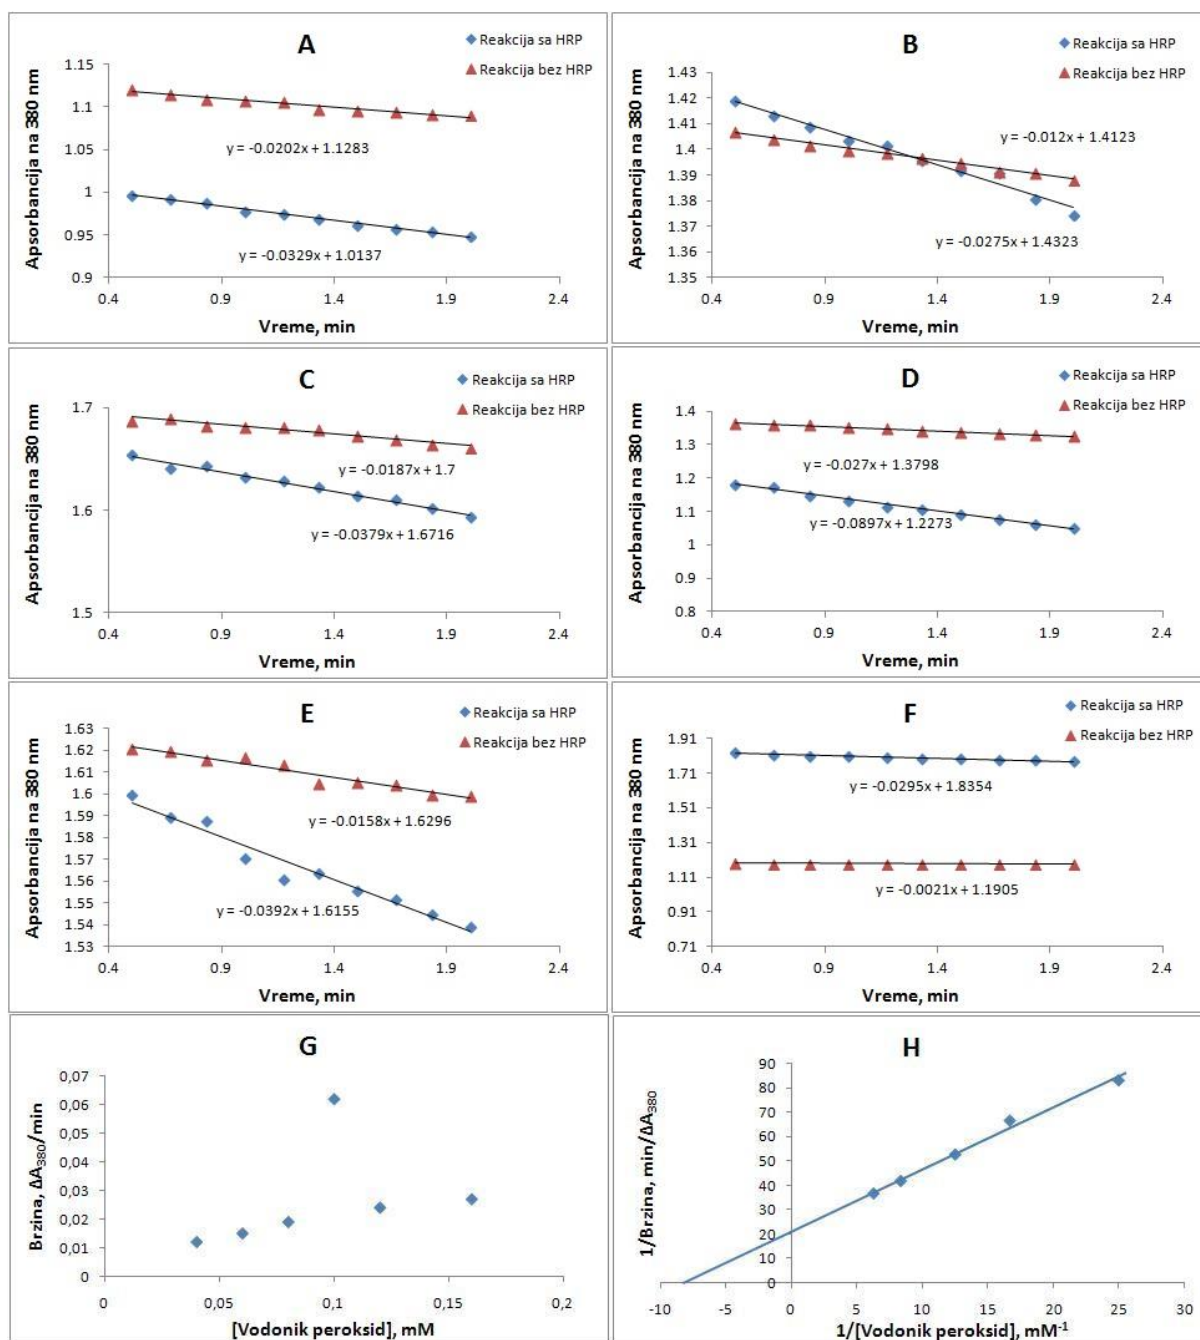 A
Reakcija sa HRP
Reakcija bez HRP
Apsorbancija na 380 nm
1.15
1.1
1.05
1
0.95
0.9
y = -0.0202x + 1.1283
y = -0.0329x + 1.0137
0.4
0.9
1.4
1.9
2.4
Vreme, min
B
Reakcija sa HRP
Reakcija bez HRP
Apsorbancija na 380 nm
1.43
1.42
1.41
1.4
1.39
1.38
1.37
1.36
1.35
y = -0.012x + 1.4123
y = -0.0275x + 1.4323
0.4
0.9
1.4
1.9
2.4
Vreme, min
C
Reakcija sa HRP
Reakcija bez HRP
Apsorbancija na 380 nm
1.7
1.6
1.5
y = -0.0187x + 1.7
y = -0.0379x + 1.6716
0.4
0.9
1.4
1.9
2.4
Vreme, min
D
Reakcija sa HRP
Reakcija bez HRP
Apsorbancija na 380 nm
1.4
1.3
1.2
1.1
1
0.9
0.8
y = -0.027x + 1.3798
y = -0.0897x + 1.2273
0.4
0.9
1.4
1.9
2.4
Vreme, min
E
Reakcija sa HRP
Reakcija bez HRP
Apsorbancija na 380 nm
1.63
1.62
1.61
1.6
1.59
1.58
1.57
1.56
1.55
1.54
1.53
y = -0.0158x + 1.6296
y = -0.0392x + 1.6155
0.4
0.9
1.4
1.9
2.4
Vreme, min
F
Reakcija sa HRP
Reakcija bez HRP
Apsorbancija na 380 nm
1.91
1.71
1.51
1.31
1.11
0.91
0.71
y = -0.0295x + 1.8354
y = -0.0021x + 1.1905
0.4
0.9
1.4
1.9
2.4
Vreme, min
G
Brzina, ΔA₃₈₀/min
0,07
0,06
0,05
0,04
0,03
0,02
0,01
0
0
0,05
0,1
0,15
0,2
[Vodonik peroksid], mM
H
1/Brzina, min/ΔA₃₈₀
90
80
70
60
50
40
30
20
10
0
-10
-5
0
5
10
15
20
25
30
1/[Vodonik peroksid], mM⁻¹